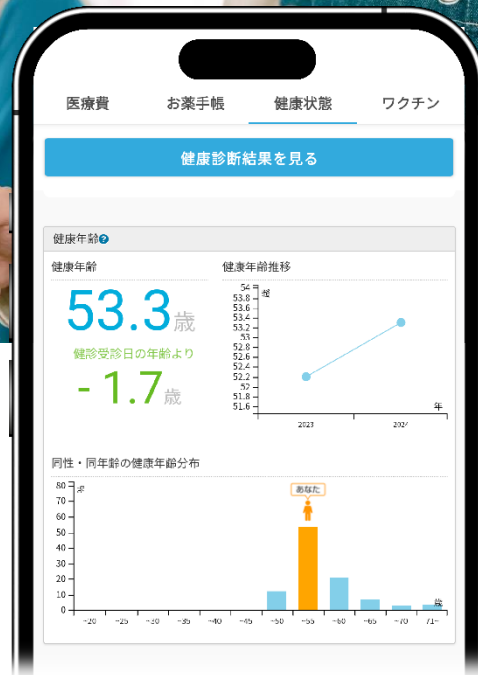 医療費 お薬手帳 健康状態 ワクチン
健康診断結果を見る
健康年齢?
健康年齢
53.3歳
健診受診日の年齢より
- 1.7歳
健康年齢推移
54
53.8
53.6
53.4
53.2
53
52.8
52.6
52.4
52.2
52
51.8
51.6
歳
年
2023 2024
同性・同年齢の健康年齢分布
80
70
60
50
40
30
20
10
0
%
あなた
歳
~20 ~25 ~30 ~35 ~40 ~45 ~50 ~55 ~60 ~65 ~70 71~